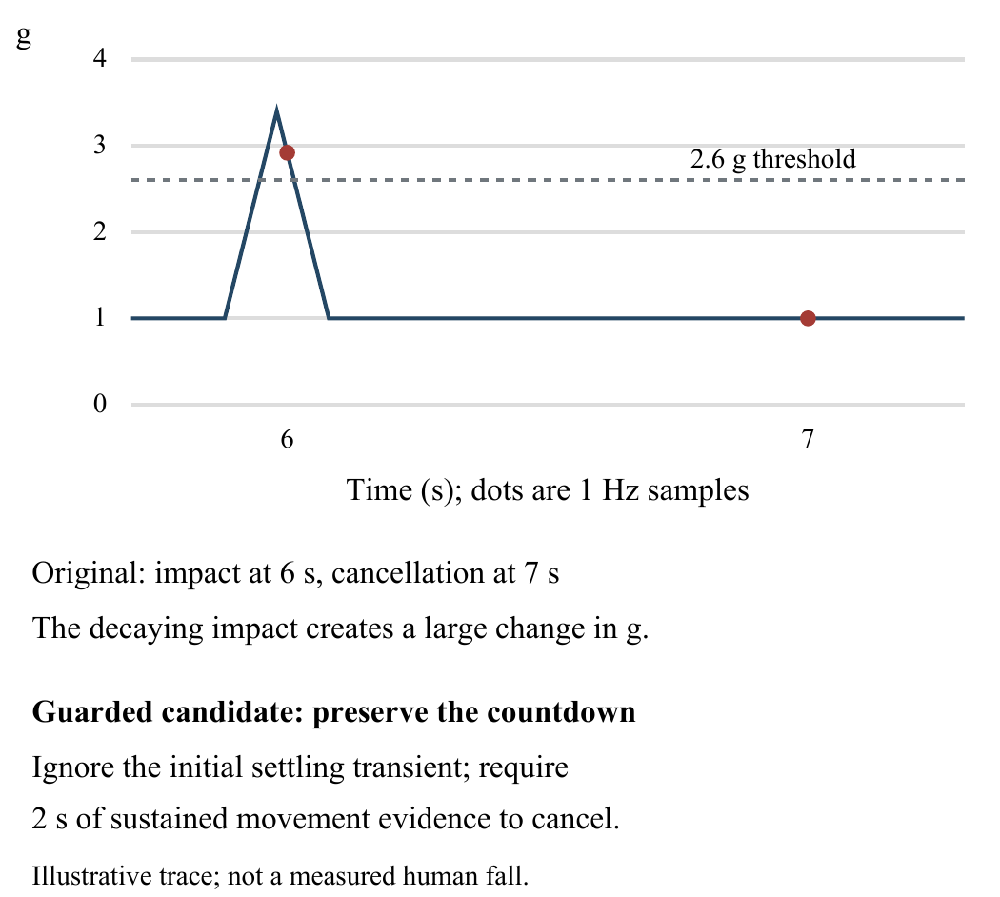 g
4
3
2.6 g threshold
2
1
0
6 7
Time (s); dots are 1 Hz samples
Original: impact at 6 s, cancellation at 7 s
The decaying impact creates a large change in g.
Guarded candidate: preserve the countdown
Ignore the initial settling transient; require
2 s of sustained movement evidence to cancel.
Illustrative trace; not a measured human fall.